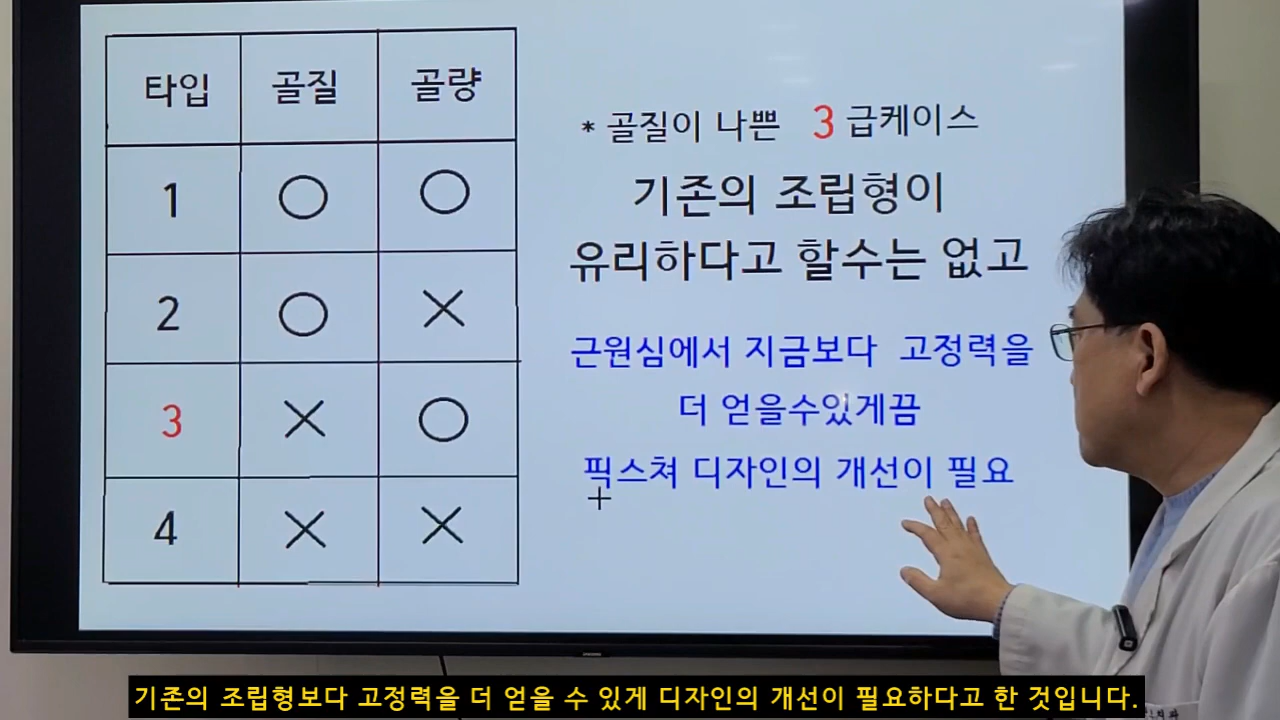 타입 골질 골량
1 ○ ○
2 ○ ×
3 × ○
4 × ×
* 골질이 나쁜 3급케이스
기존의 조립형이
유리하다고 할수는 없고
근원심에서 지금보다 고정력을
더 얻을수있게끔
픽스쳐 디자인의 개선이 필요
기존의 조립형보다 고정력을 더 얻을 수 있게 디자인의 개선이 필요하다고 한 것입니다.